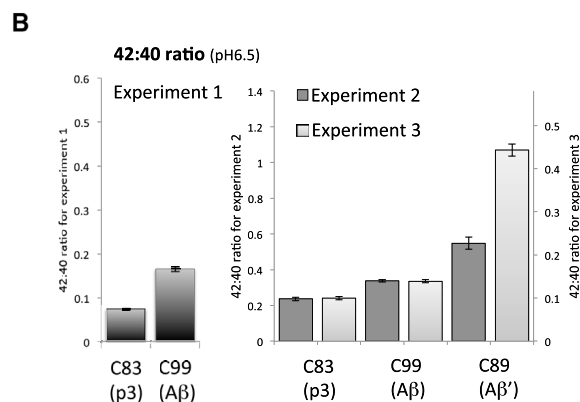 B
42:40 ratio (pH6.5)
Experiment 1
42:40 ratio for experiment 1
0.6
0.5
0.4
0.3
0.2
0.1
0
C83
(p3)
C99
(Aβ)
Experiment 2
Experiment 3
42:40 ratio for experiment 2
1.4
1.2
1
0.8
0.6
0.4
0.2
0
C83
(p3)
C99
(Aβ)
C89
(Aβ’)
0.5
0.4
0.3
0.2
0.1
0
42:40 ratio for experiment 3